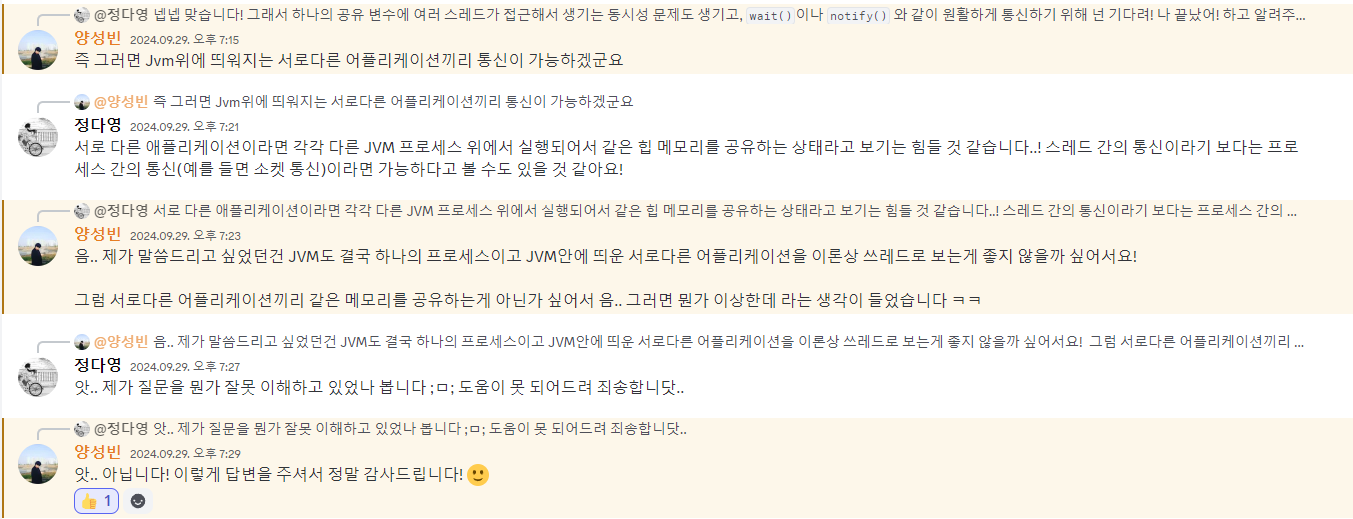 @정다영 넵넵 맞습니다! 그래서 하나의 공유 변수에 여러 스레드가 접근해서 생기는 동시성 문제도 생기고, wait()이나 notify() 와 같이 원활하게 통신하기 위해 넌 기다려! 나 끝났어! 하고 알려주...
양성빈 2024.09.29. 오후 7:15
즉 그러면 Jvm위에 띄워지는 서로다른 어플리케이션끼리 통신이 가능하겠군요
@양성빈 즉 그러면 Jvm위에 띄워지는 서로다른 어플리케이션끼리 통신이 가능하겠군요
정다영 2024.09.29. 오후 7:21
서로 다른 애플리케이션이라면 각각 다른 JVM 프로세스 위에서 실행되어서 같은 힙 메모리를 공유하는 상태라고 보기는 힘들 것 같습니다..! 스레드 간의 통신이라기 보다는 프로
세스 간의 통신(예를 들면 소켓 통신)이라면 가능하다고 볼 수도 있을 것 같아요!
@정다영 서로 다른 애플리케이션이라면 각각 다른 JVM 프로세스 위에서 실행되어서 같은 힙 메모리를 공유하는 상태라고 보기는 힘들 것 같습니다..! 스레드 간의 통신이라기 보다는 프로세스 간의 ...
양성빈 2024.09.29. 오후 7:23
음.. 제가 말씀드리고 싶었던건 JVM도 결국 하나의 프로세스이고 JVM안에 띄운 서로다른 어플리케이션을 이론상 쓰레드로 보는게 좋지 않을까 싶어서요!
그럼 서로다른 어플리케이션끼리 같은 메모리를 공유하는게 아닌가 싶어서 음.. 그러면 뭔가 이상한데 라는 생각이 들었습니다 ㅋㅋ
@양성빈 음.. 제가 말씀드리고 싶었던건 JVM도 결국 하나의 프로세스이고 JVM안에 띄운 서로다른 어플리케이션을 이론상 쓰레드로 보는게 좋지 않을까 싶어서요! 그럼 서로다른 어플리케이션끼리 ...
정다영 2024.09.29. 오후 7:27
앗.. 제가 질문을 뭔가 잘못 이해하고 있었나 봅니다 ;ㅁ; 도움이 못 되어드려 죄송합니닷..
@정다영 앗.. 제가 질문을 뭔가 잘못 이해하고 있었나 봅니다 ;ㅁ; 도움이 못 되어드려 죄송합니닷..
양성빈 2024.09.29. 오후 7:29
앗.. 아닙니다! 이렇게 답변을 주셔서 정말 감사드립니다! 🙂
👍 1